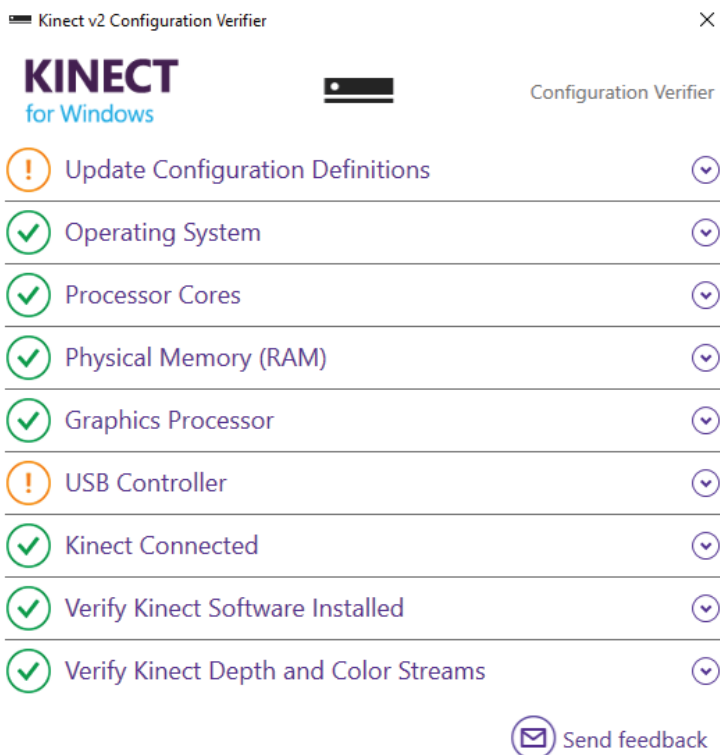 Kinect v2 Configuration Verifier
KINECT
for Windows
Configuration Verifier
Update Configuration Definitions
Operating System
Processor Cores
Physical Memory (RAM)
Graphics Processor
USB Controller
Kinect Connected
Verify Kinect Software Installed
Verify Kinect Depth and Color Streams
Send feedback